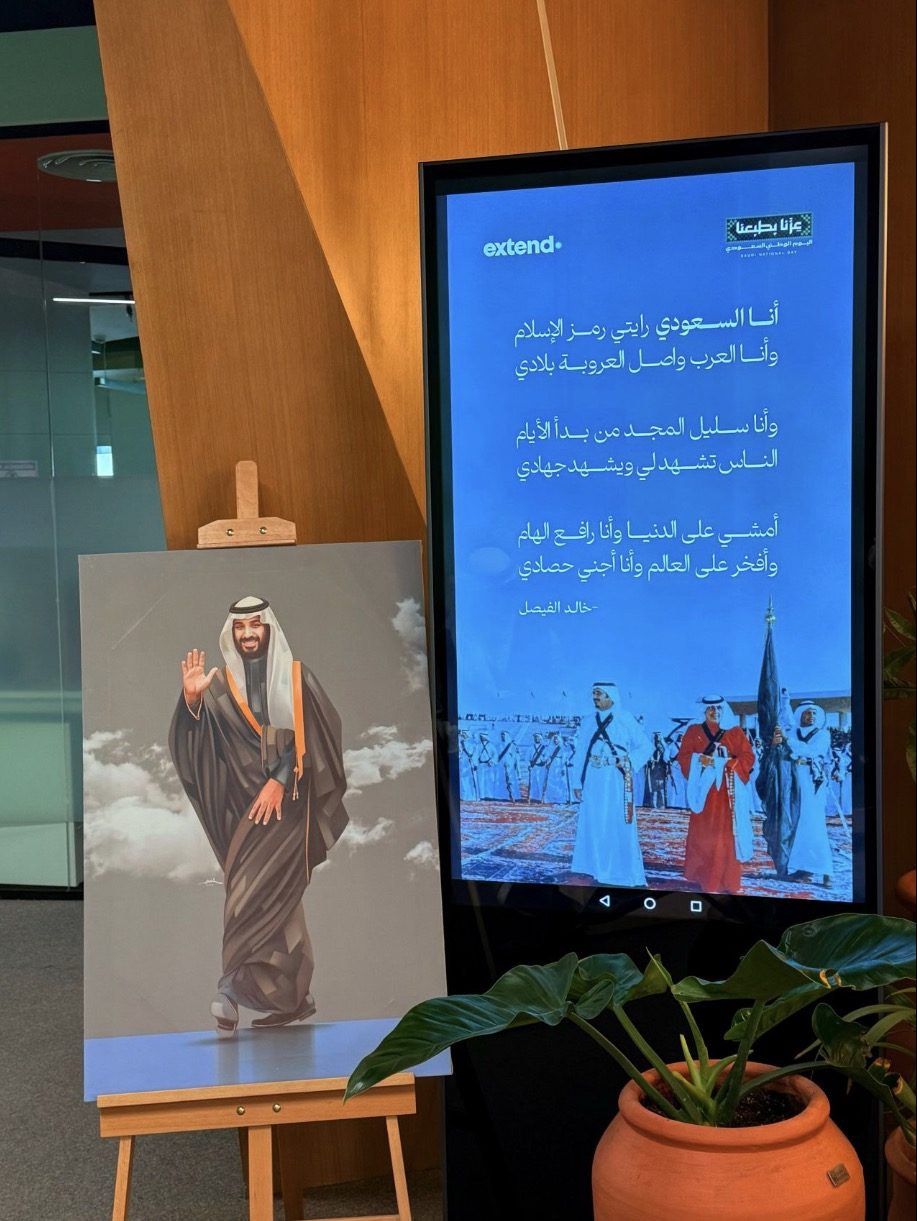 extend
عزّنا بطبعنا
اليوم الوطني السعودي
SAUDI NATIONAL DAY
أنا السعودي رايتي رمز الإسلام
وأنا العرب واصل العروبة بلادي
وأنا سليل المجد من بدأ الأيام
الناس تشهد لي ويشهد جهادي
أمشي على الدنيا وأنا رافع الهام
وأفخر على العالم وأنا أجني حصادي
-خالد الفيصل